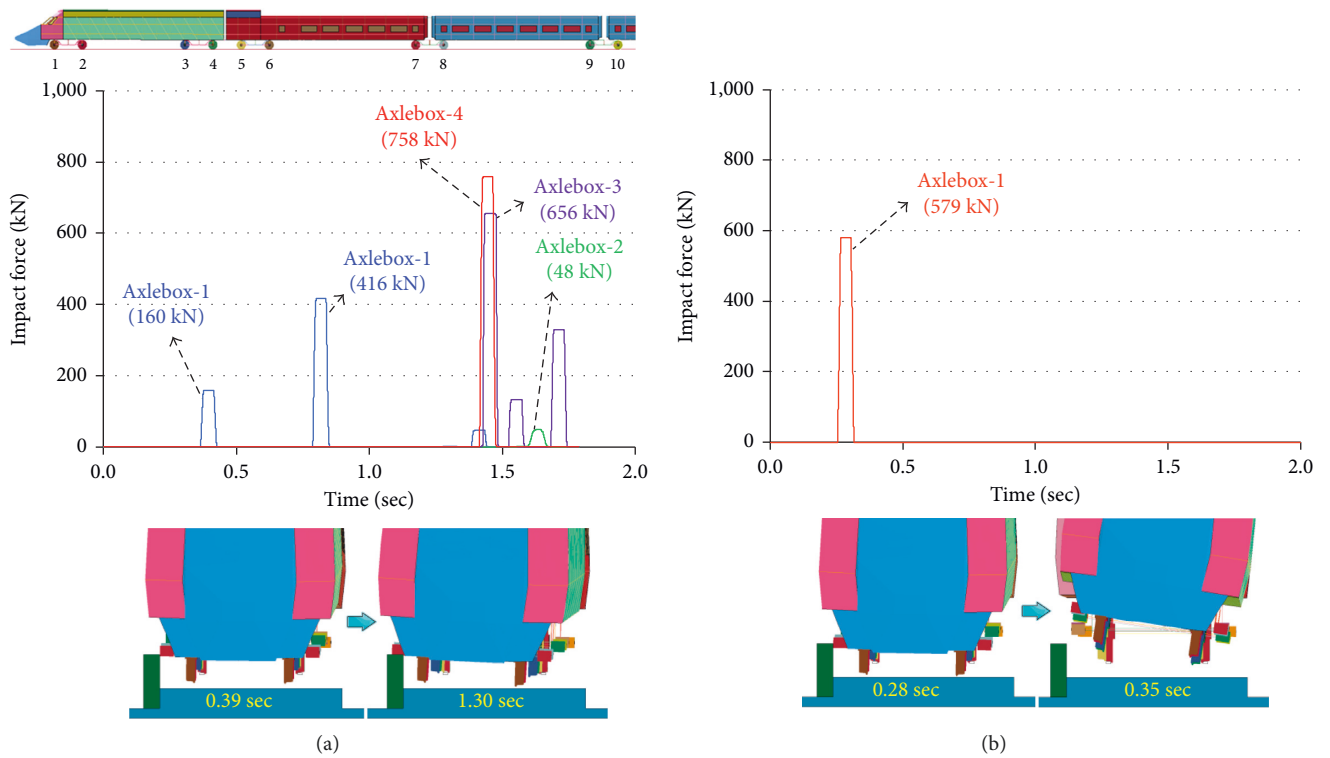 1 2 3 4 5 6 7 8 9 10
1,000
800
600
400
200
0
Impact force (kN)
Axlebox-4
(758 kN)
Axlebox-3
(656 kN)
Axlebox-2
(48 kN)
Axlebox-1
(416 kN)
Axlebox-1
(160 kN)
0.0 0.5 1.0 1.5 2.0
Time (sec)
0.39 sec
1.30 sec
(a)
1,000
800
600
400
200
0
Impact force (kN)
Axlebox-1
(579 kN)
0.0 0.5 1.0 1.5 2.0
Time (sec)
0.28 sec
0.35 sec
(b)